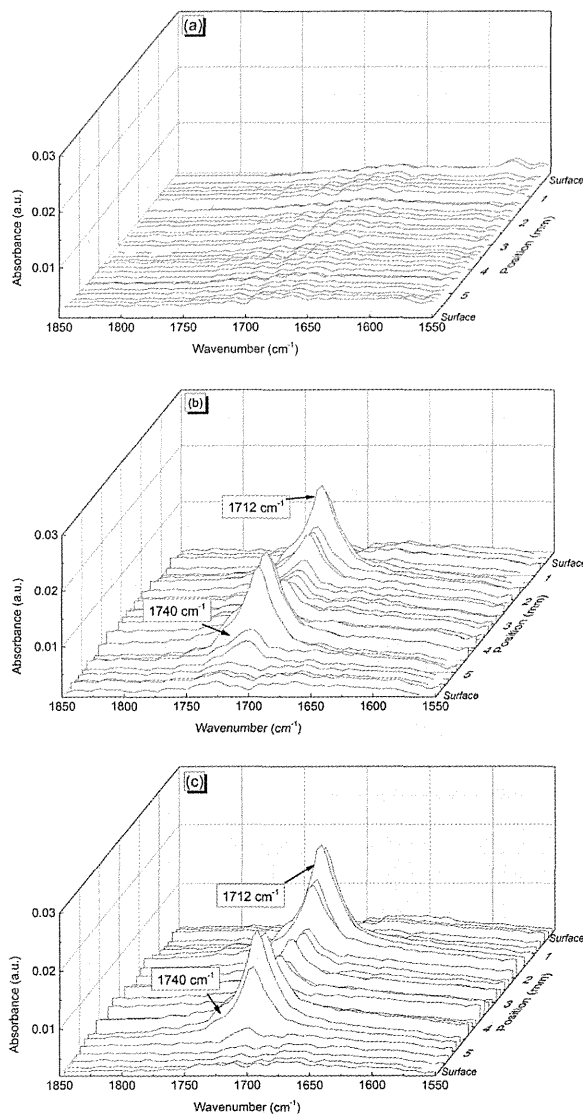 (a)
0.03
0.02
0.01
Absorbance (a.u.)
1850 1800 1750 1700 1650 1600 1550
Wavenumber (cm-1)
Surface
1
2
3
4
5
Surface
Position (mm)
(b)
1712 cm-1
1740 cm-1
0.03
0.02
0.01
Absorbance (a.u.)
1850 1800 1750 1700 1650 1600 1550
Wavenumber (cm-1)
Surface
1
2
3
4
5
Surface
Position (mm)
(c)
1712 cm-1
1740 cm-1
0.03
0.02
0.01
Absorbance (a.u.)
1850 1800 1750 1700 1650 1600 1550
Wavenumber (cm-1)
Surface
1
2
3
4
5
Surface
Position (mm)